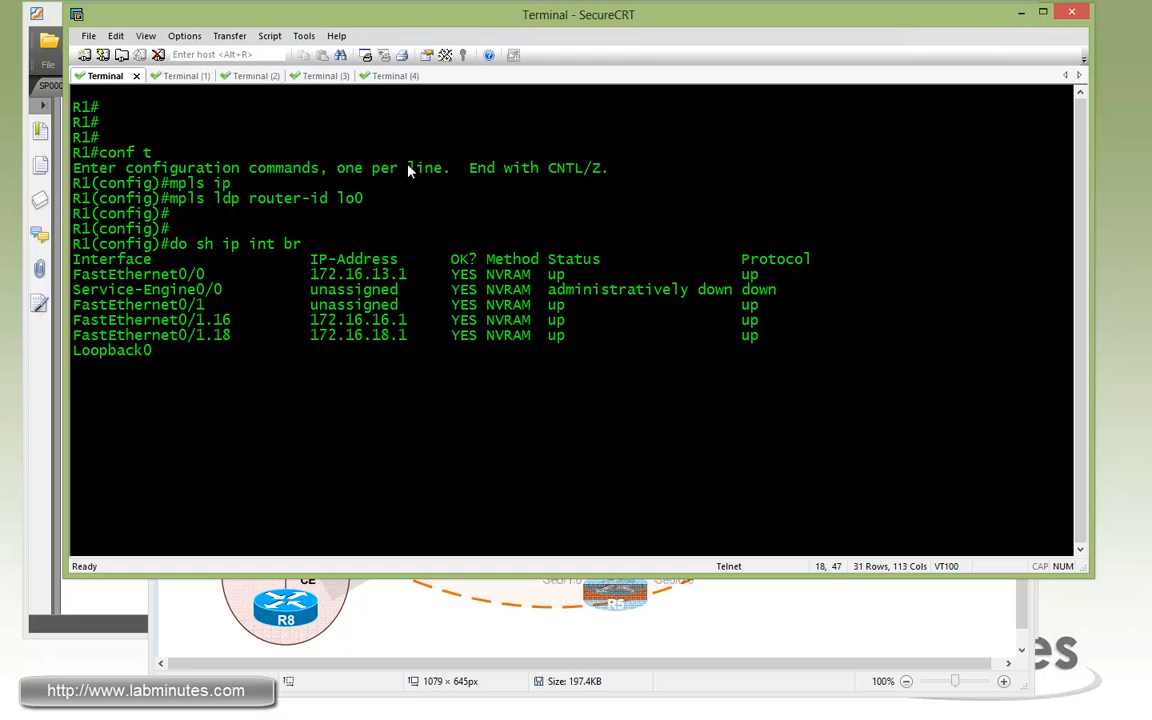 Terminal - SecureCRT
File Edit View Options Transfer Script Tools Help
Enter host <Alt+R>
File
Terminal Terminal (1) Terminal (2) Terminal (3) Terminal (4)
SP000
R1#
R1#
R1#
R1#conf t
Enter configuration commands, one per line. End with CNTL/Z.
R1(config)#mpls ip
R1(config)#mpls ldp router-id lo0
R1(config)#
R1(config)#
R1(config)#do sh ip int br
Interface IP-Address OK? Method Status Protocol
FastEthernet0/0 172.16.13.1 YES NVRAM up up
Service-Engine0/0 unassigned YES NVRAM administratively down down
FastEthernet0/1 unassigned YES NVRAM up up
FastEthernet0/1.16 172.16.16.1 YES NVRAM up up
FastEthernet0/1.18 172.16.18.1 YES NVRAM up up
Loopback0
Ready Telnet 18, 47 31 Rows, 113 Cols VT100 CAP NUM
CE
R5
R8
es
http://www.labminutes.com
1079 × 645px Size: 197.4KB 100%